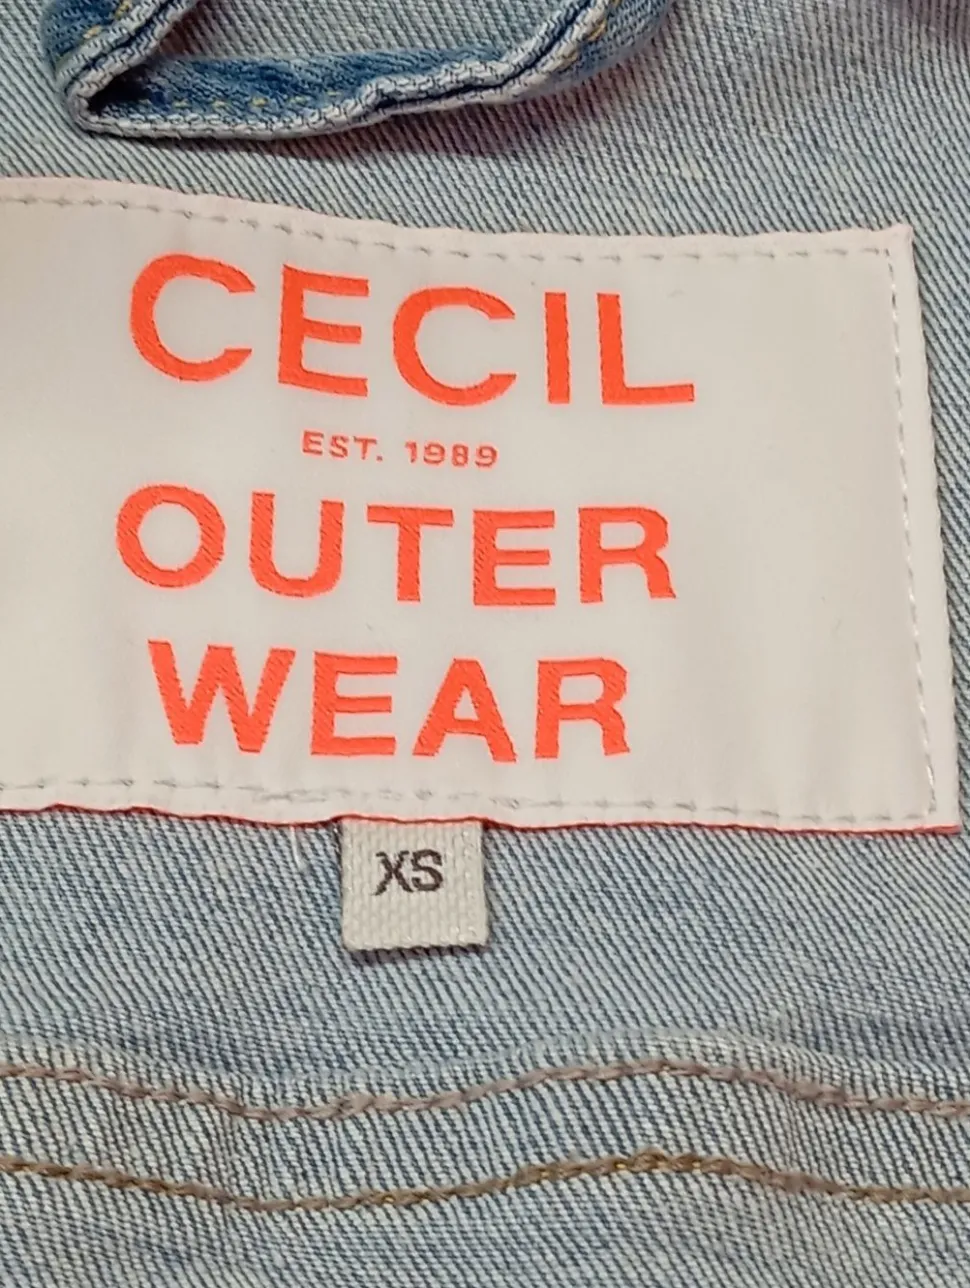 CECIL
EST. 1989
OUTER
WEAR
XS